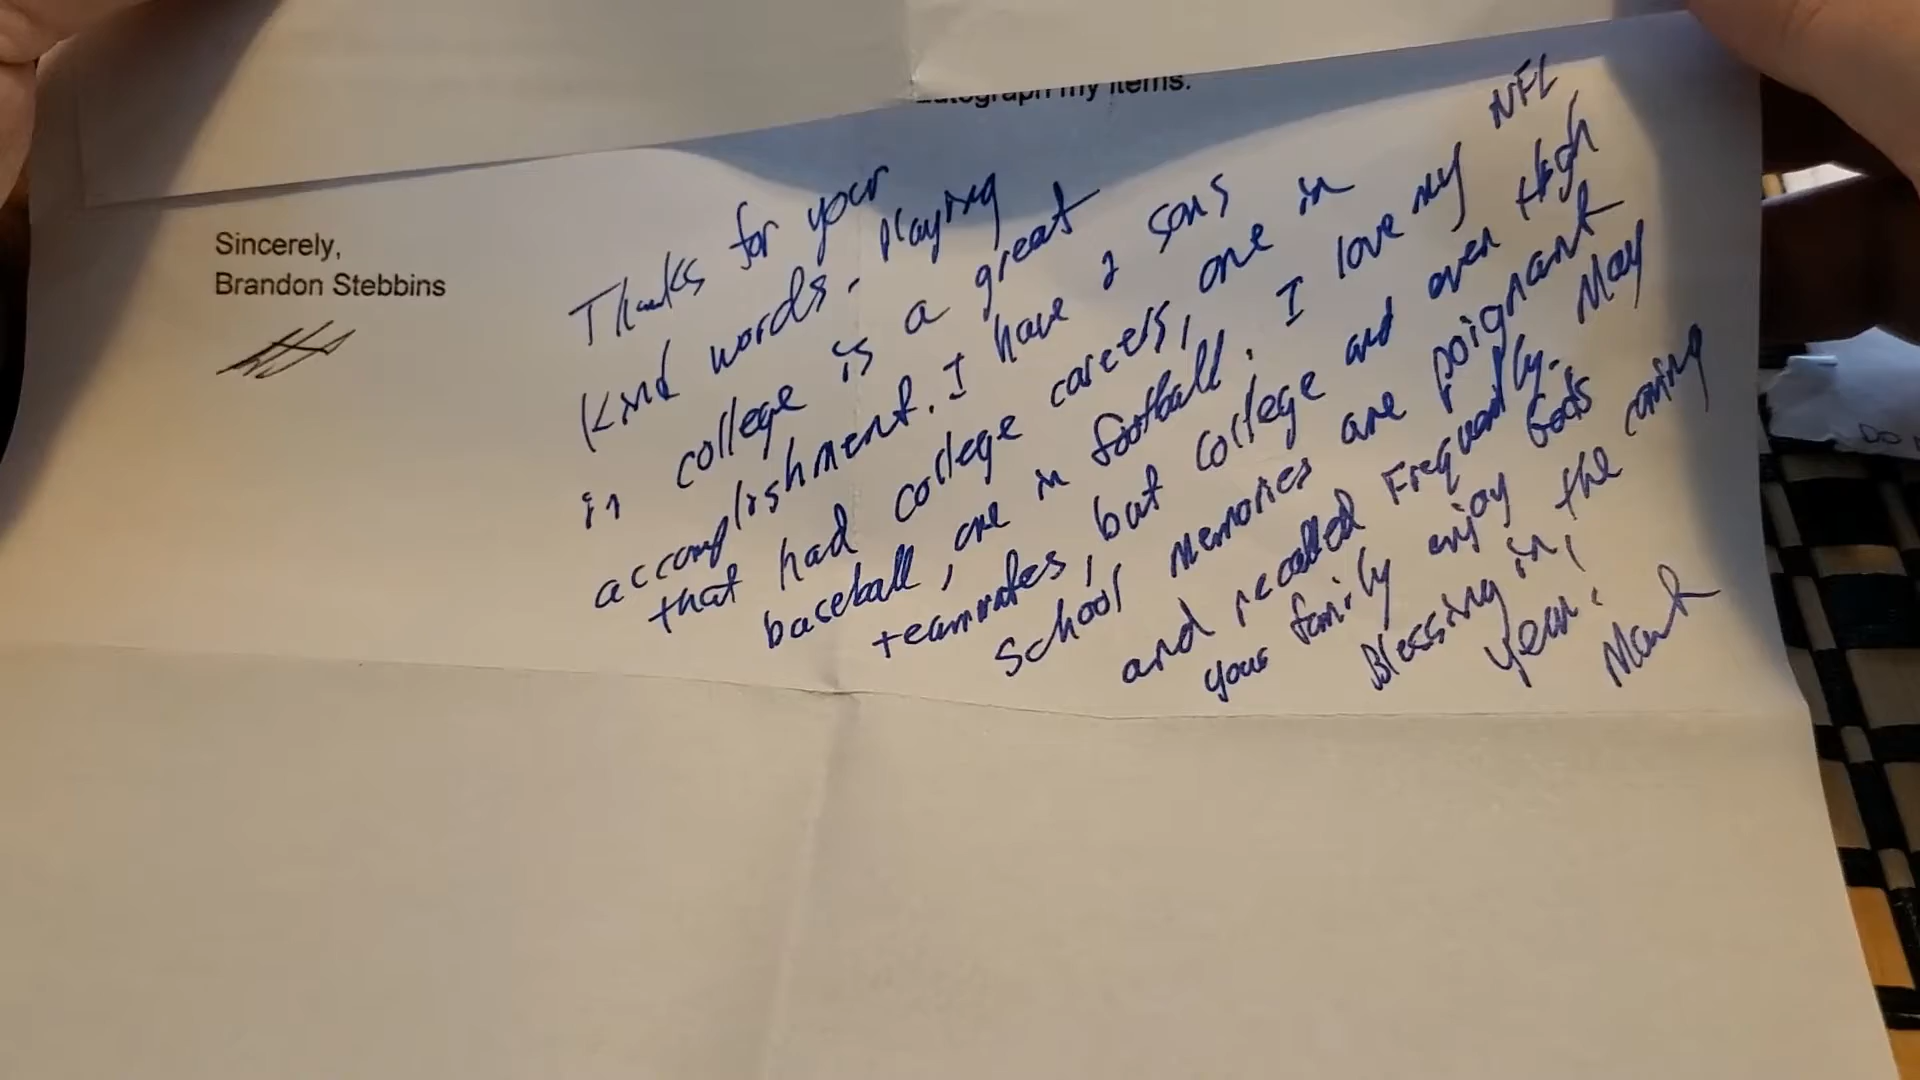 autograph my items.
Sincerely,
Brandon Stebbins
Thanks for your
Kind words. Playing
in college is a great
accomplishment. I have 2 sons
that had college careers, one in
baseball, one in football. I love my NFL
teammates, but college and even High
School memories are poignant
and recalled Frequently. May
your family enjoy Gods
Blessing in, the coming
year.
Mark